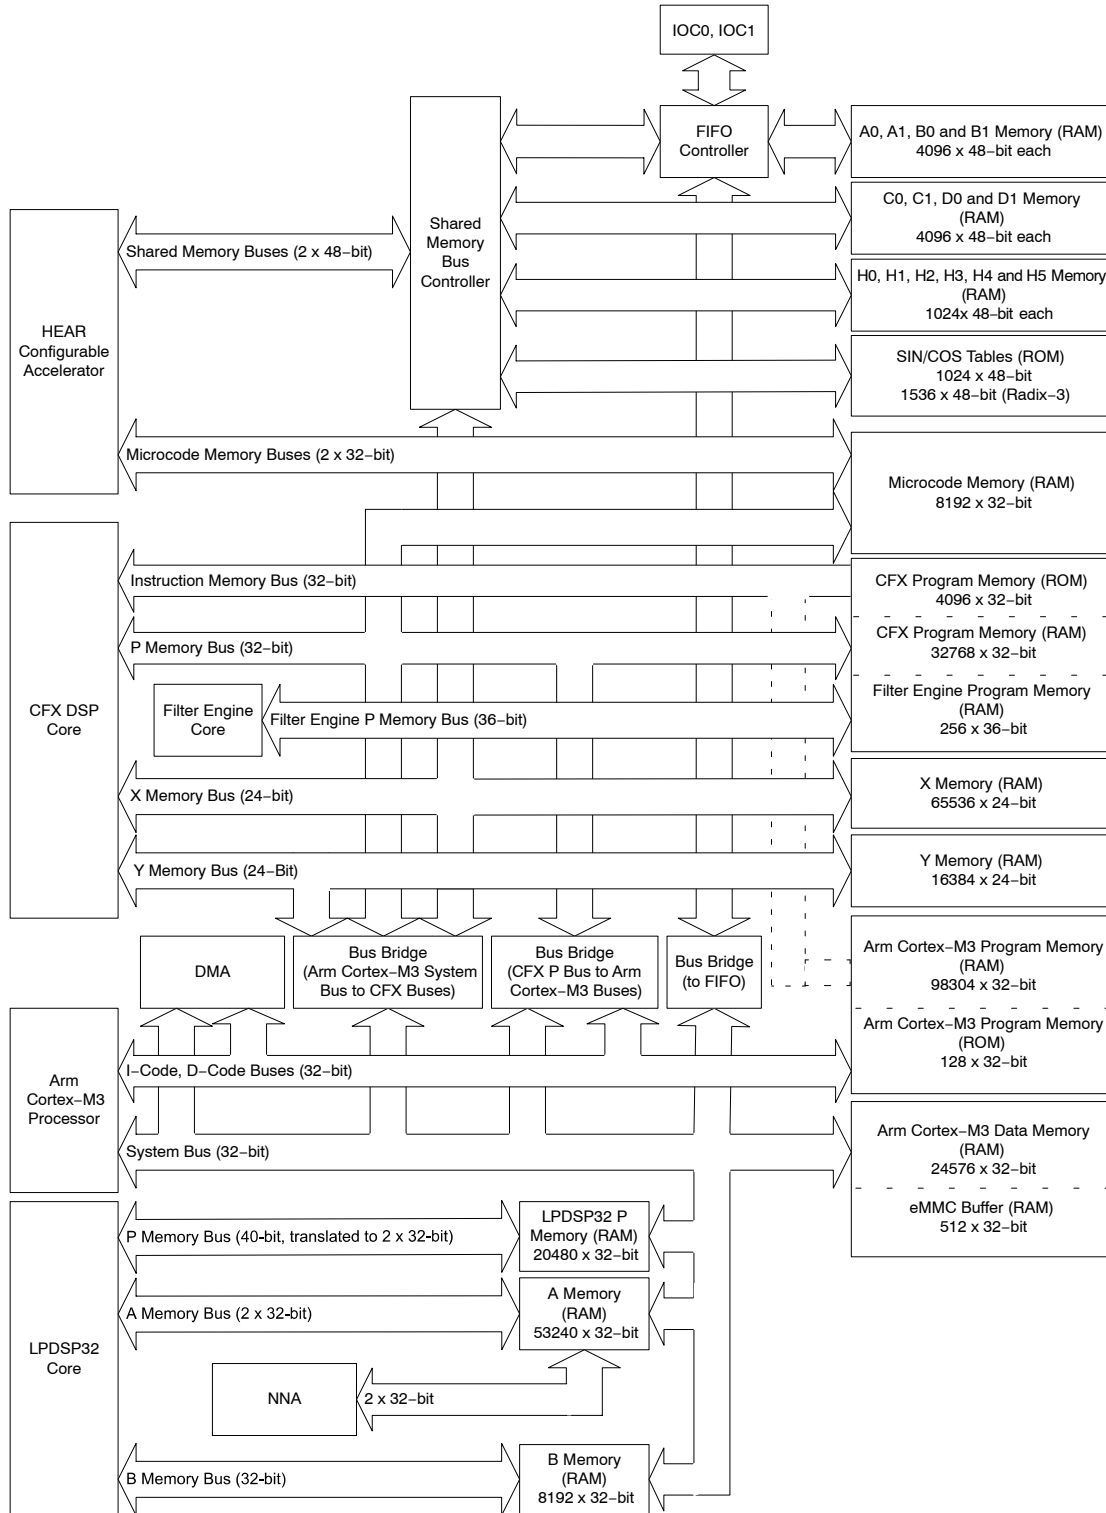 IOC0, IOC1
FIFO
Controller
A0, A1, B0 and B1 Memory (RAM)
4096 x 48−bit each
C0, C1, D0 and D1 Memory
(RAM)
4096 x 48−bit each
Shared
Memory
Bus
Controller
Shared Memory Buses (2 x 48−bit)
H0, H1, H2, H3, H4 and H5 Memory
(RAM)
1024x 48−bit each
HEAR
Configurable
Accelerator
SIN/COS Tables (ROM)
1024 x 48−bit
1536 x 48−bit (Radix−3)
Microcode Memory Buses (2 x 32−bit)
Microcode Memory (RAM)
8192 x 32−bit
Instruction Memory Bus (32−bit)
CFX Program Memory (ROM)
4096 x 32−bit
P Memory Bus (32−bit)
CFX Program Memory (RAM)
32768 x 32−bit
CFX DSP
Core
Filter Engine
Core
Filter Engine P Memory Bus (36−bit)
Filter Engine Program Memory
(RAM)
256 x 36−bit
X Memory Bus (24−bit)
X Memory (RAM)
65536 x 24−bit
Y Memory Bus (24−Bit)
Y Memory (RAM)
16384 x 24−bit
DMA
Bus Bridge
(Arm Cortex−M3 System
Bus to CFX Buses)
Bus Bridge
(CFX P Bus to Arm
Cortex−M3 Buses)
Bus Bridge
(to FIFO)
Arm Cortex−M3 Program Memory
(RAM)
98304 x 32−bit
Arm Cortex−M3 Program Memory
(ROM)
128 x 32−bit
Arm
Cortex−M3
Processor
I−Code, D−Code Buses (32−bit)
System Bus (32−bit)
Arm Cortex−M3 Data Memory
(RAM)
24576 x 32−bit
eMMC Buffer (RAM)
512 x 32−bit
P Memory Bus (40-bit, translated to 2 x 32-bit)
LPDSP32 P
Memory (RAM)
20480 x 32−bit
A Memory Bus (2 x 32-bit)
A Memory
(RAM)
53240 x 32−bit
LPDSP32
Core
NNA
2 x 32−bit
B Memory Bus (32-bit)
B Memory
(RAM)
8192 x 32−bit